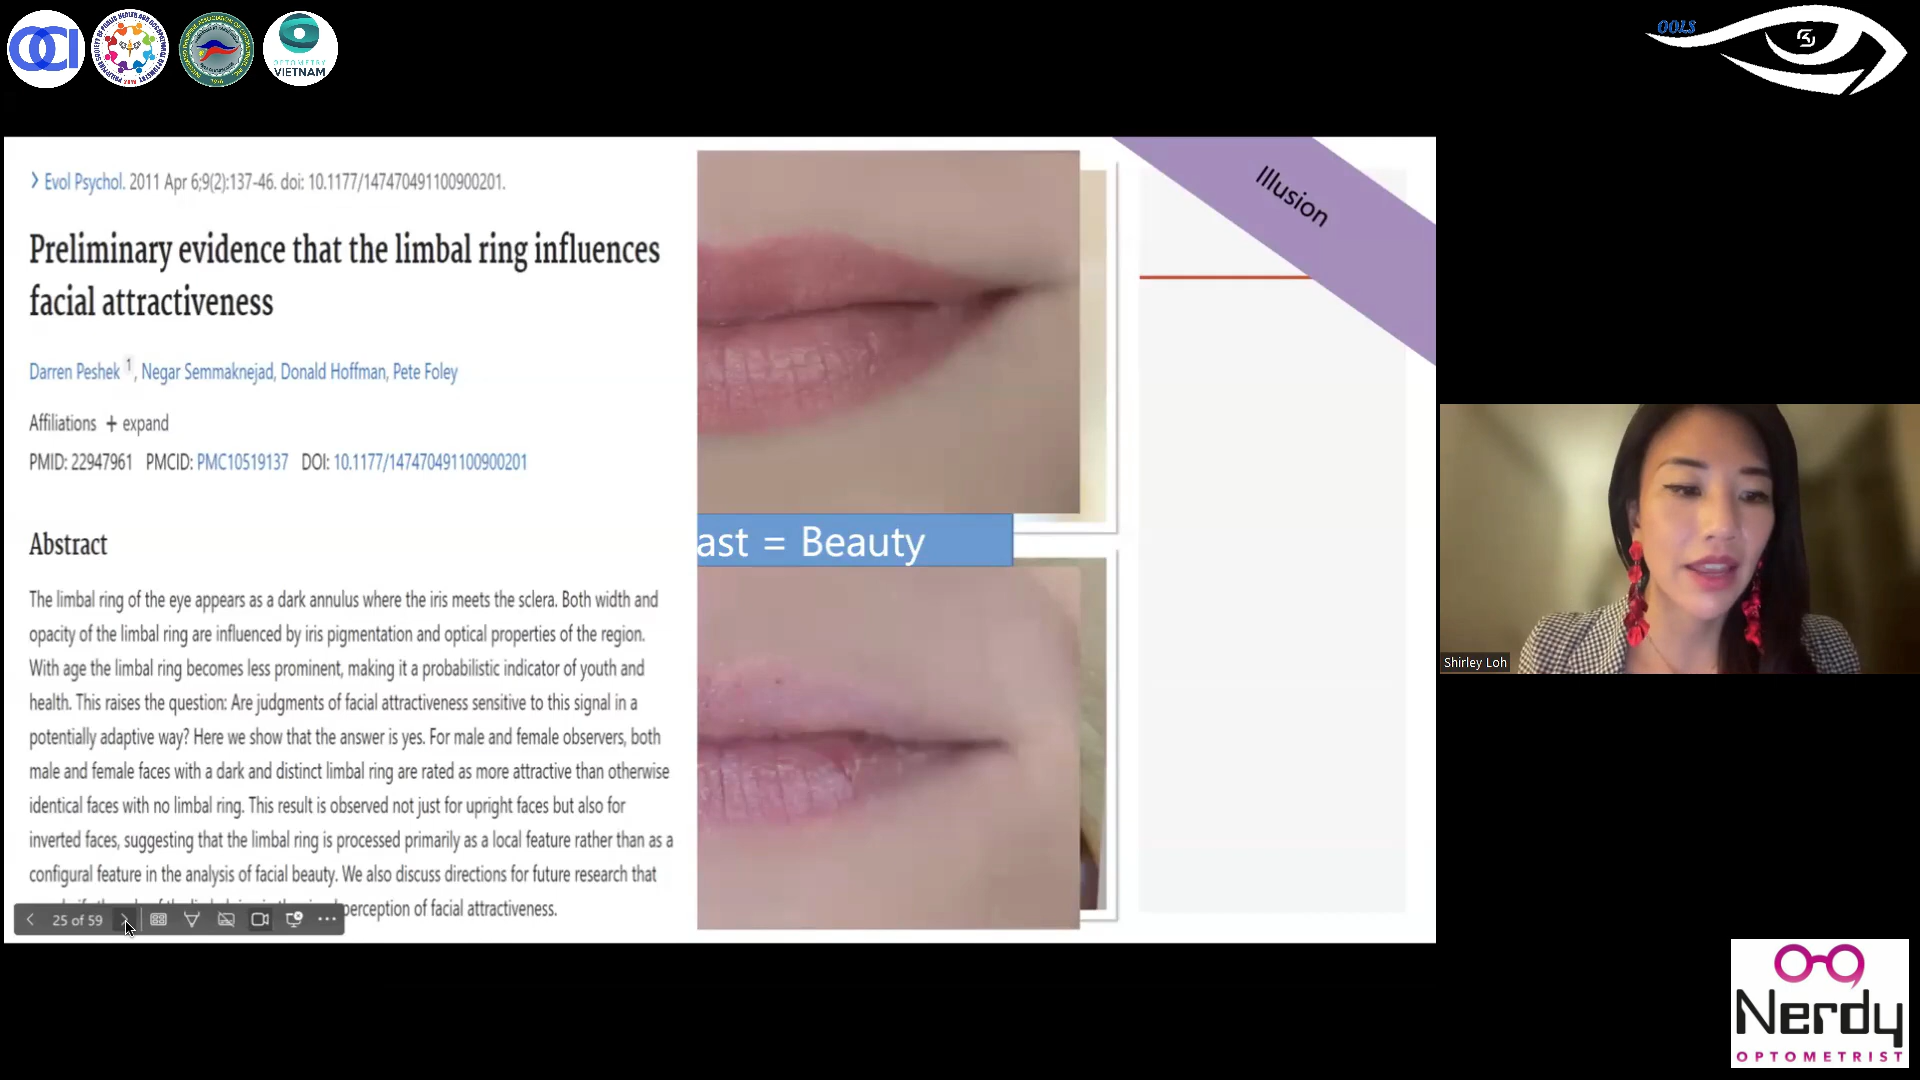 OCI
OPTOMETRY
VIETNAM
OOLS
Evol Psychol. 2011 Apr 6;9(2):137-46. doi: 10.1177/147470491100900201.
Illusion
Preliminary evidence that the limbal ring influences
facial attractiveness
Darren Peshek 1, Negar Semmaknejad, Donald Hoffman, Pete Foley
Affiliations + expand
PMID: 22947961 PMCID: PMC10519137 DOI: 10.1177/147470491100900201
Abstract
ast = Beauty
The limbal ring of the eye appears as a dark annulus where the iris meets the sclera. Both width and
opacity of the limbal ring are influenced by iris pigmentation and optical properties of the region.
With age the limbal ring becomes less prominent, making it a probabilistic indicator of youth and
health. This raises the question: Are judgments of facial attractiveness sensitive to this signal in a
potentially adaptive way? Here we show that the answer is yes. For male and female observers, both
male and female faces with a dark and distinct limbal ring are rated as more attractive than otherwise
identical faces with no limbal ring. This result is observed not just for upright faces but also for
inverted faces, suggesting that the limbal ring is processed primarily as a local feature rather than as a
configural feature in the analysis of facial beauty. We also discuss directions for future research that
perception of facial attractiveness.
25 of 59
Shirley Loh
Nerdy
OPTOMETRIST